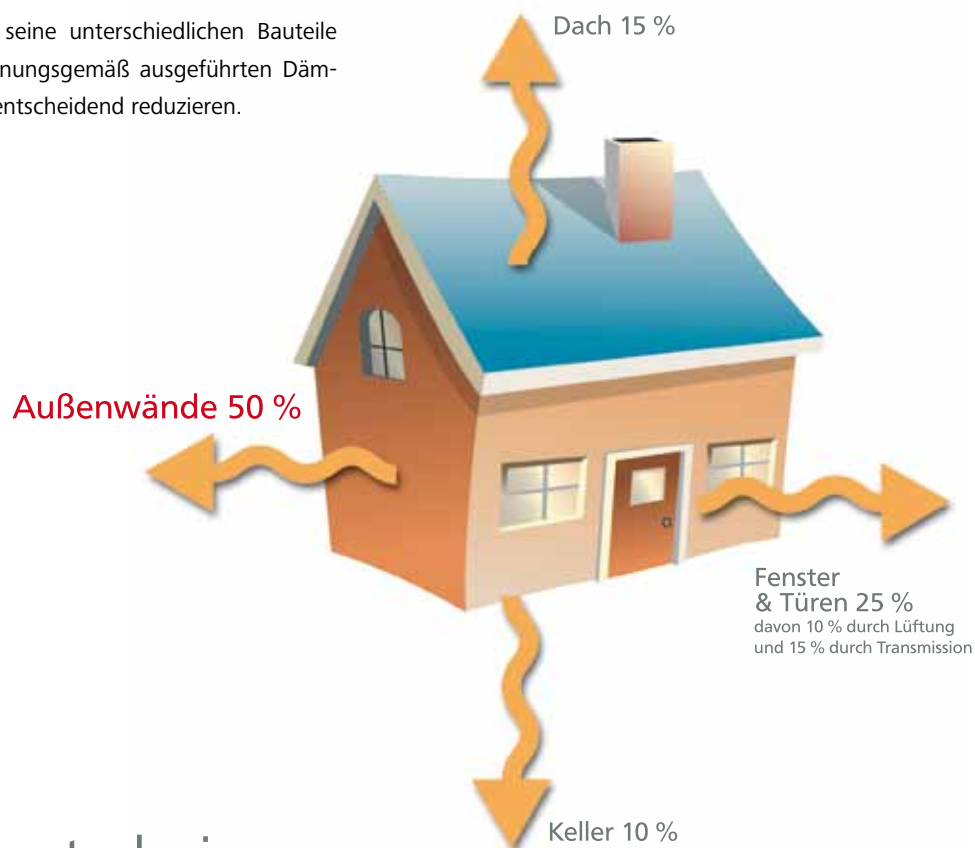 seine unterschiedlichen Bauteile
nungsgemäß ausgeführten Däm-
entscheidend reduzieren.
Dach 15 %
Außenwände 50 %
Fenster
& Türen 25 %
davon 10 % durch Lüftung
und 15 % durch Transmission
Keller 10 %